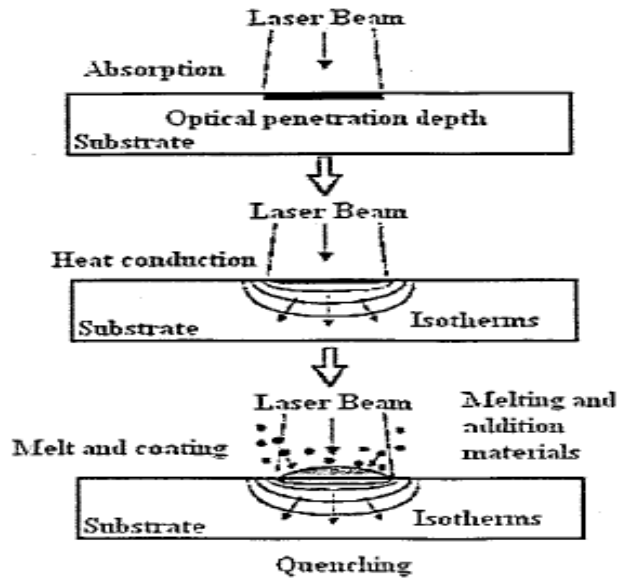 Laser Beam
Absorption
Optical penetration depth
Substrate
Laser Beam
Heat conduction
Substrate
Isotherms
Laser Beam
Melting and
addition
materials
Melt and coating
Substrate
Isotherms
Quenching